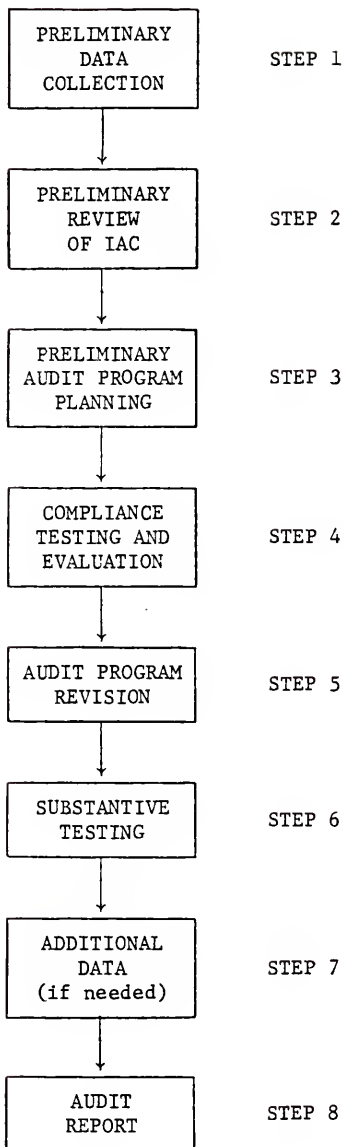 PRELIMINARY
DATA
COLLECTION
STEP 1
PRELIMINARY
REVIEW
OF IAC
STEP 2
PRELIMINARY
AUDIT PROGRAM
PLANNING
STEP 3
COMPLIANCE
TESTING AND
EVALUATION
STEP 4
AUDIT PROGRAM
REVISION
STEP 5
SUBSTANTIVE
TESTING
STEP 6
ADDITIONAL
DATA
(if needed)
STEP 7
AUDIT
REPORT
STEP 8